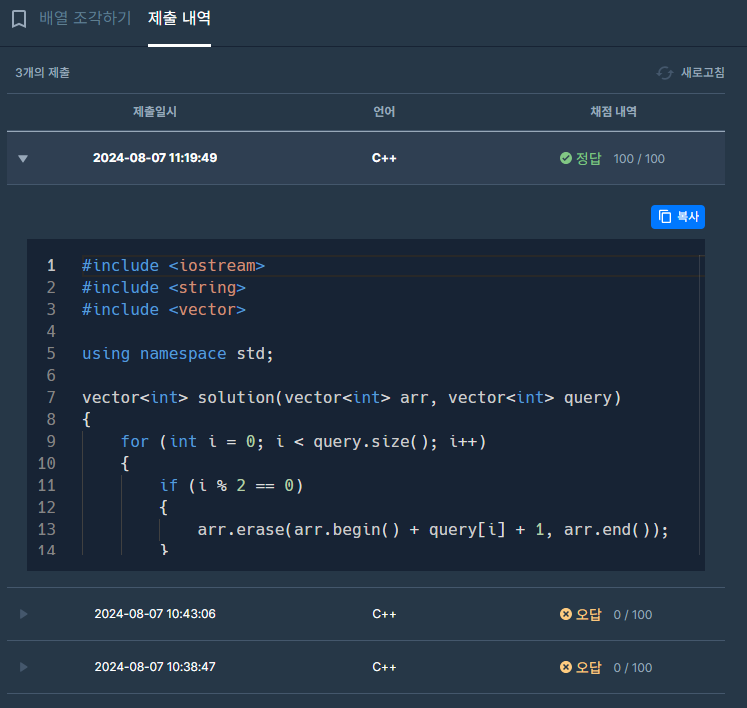 배열 조각하기 제출 내역
3개의 제출 새로고침
제출일시 언어 채점 내역
2024-08-07 11:19:49 C++ 정답 100 / 100
복사
1 #include <iostream>
2 #include <string>
3 #include <vector>
4
5 using namespace std;
6
7 vector<int> solution(vector<int> arr, vector<int> query)
8 {
9 for (int i = 0; i < query.size(); i++)
10 {
11 if (i % 2 == 0)
12 {
13 arr.erase(arr.begin() + query[i] + 1, arr.end());
14 }
2024-08-07 10:43:06 C++ 오답 0 / 100
2024-08-07 10:38:47 C++ 오답 0 / 100